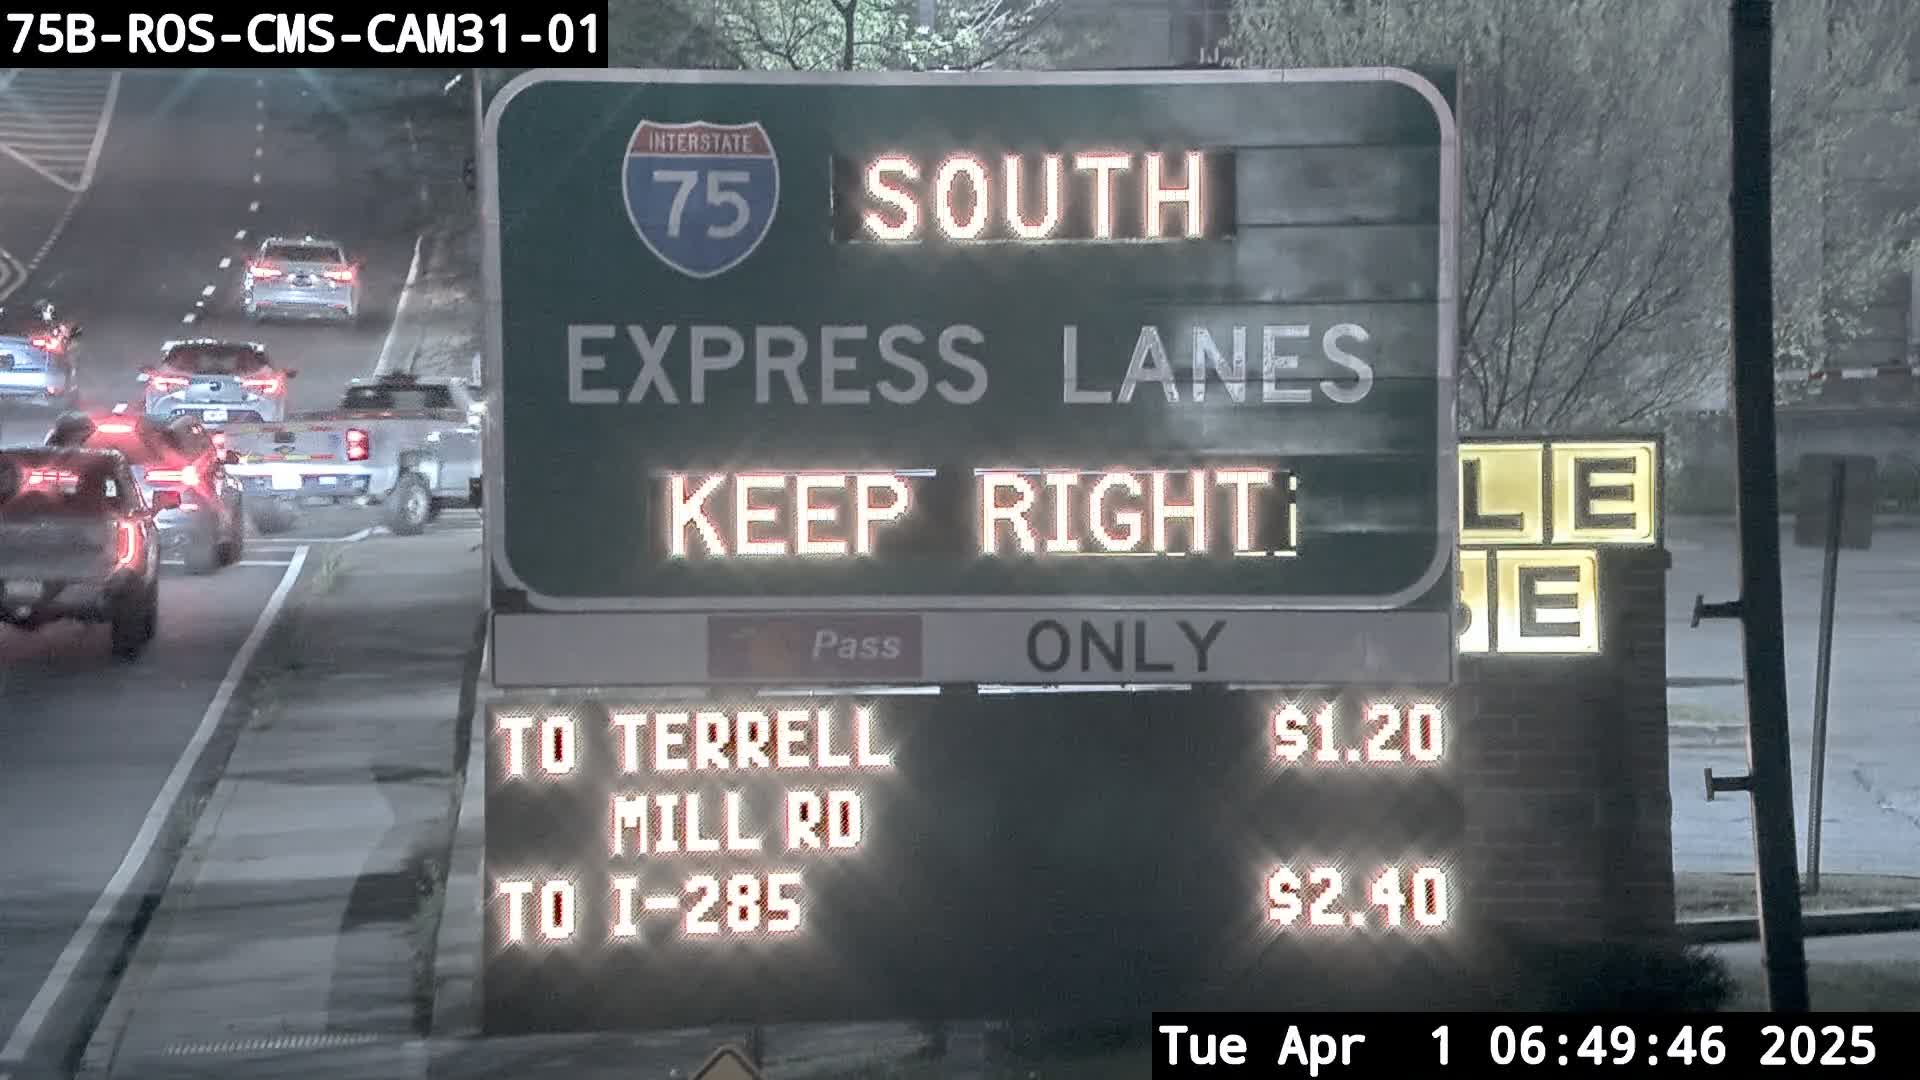 75B-ROS-CMS-CAM31-01
INTERSTATE
75
SOUTH
EXPRESS LANES
KEEP RIGHT
Pass ONLY
TO TERRELL $1.20
MILL RD
TO I-285 $2.40
LE
E
Tue Apr 1 06:49:46 2025